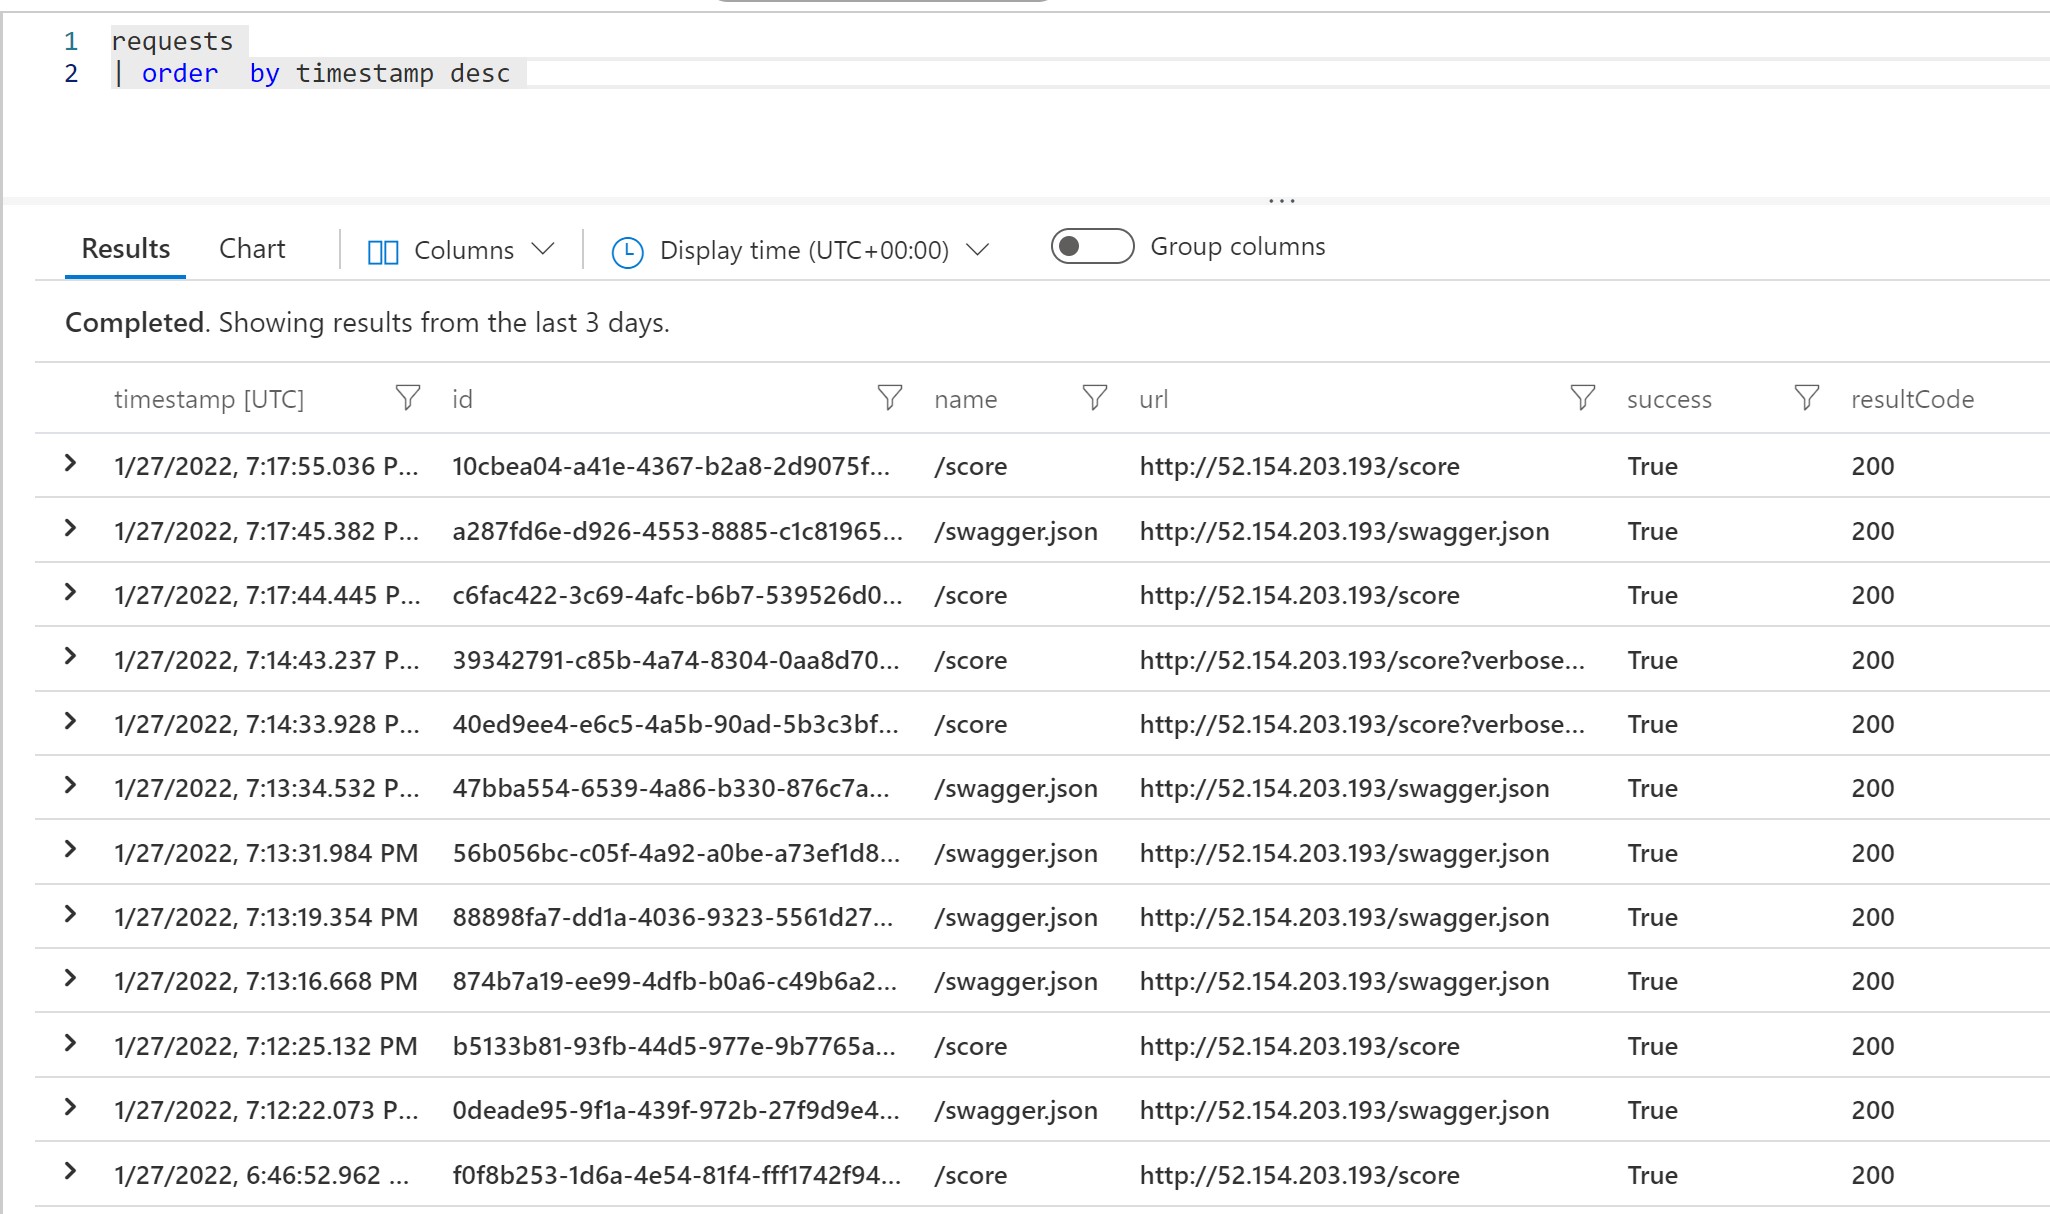 1 requests
2 | order  by timestamp desc
...
Results Chart Columns Display time (UTC+00:00) Group columns
Completed. Showing results from the last 3 days.
timestamp [UTC] id name url success resultCode
1/27/2022, 7:17:55.036 P... 10cbea04-a41e-4367-b2a8-2d9075f... /score http://52.154.203.193/score True 200
1/27/2022, 7:17:45.382 P... a287fd6e-d926-4553-8885-c1c81965... /swagger.json http://52.154.203.193/swagger.json True 200
1/27/2022, 7:17:44.445 P... c6fac422-3c69-4afc-b6b7-539526d0... /score http://52.154.203.193/score True 200
1/27/2022, 7:14:43.237 P... 39342791-c85b-4a74-8304-0aa8d70... /score http://52.154.203.193/score?verbose... True 200
1/27/2022, 7:14:33.928 P... 40ed9ee4-e6c5-4a5b-90ad-5b3c3bf... /score http://52.154.203.193/score?verbose... True 200
1/27/2022, 7:13:34.532 P... 47bba554-6539-4a86-b330-876c7a... /swagger.json http://52.154.203.193/swagger.json True 200
1/27/2022, 7:13:31.984 PM 56b056bc-c05f-4a92-a0be-a73ef1d8... /swagger.json http://52.154.203.193/swagger.json True 200
1/27/2022, 7:13:19.354 PM 88898fa7-dd1a-4036-9323-5561d27... /swagger.json http://52.154.203.193/swagger.json True 200
1/27/2022, 7:13:16.668 PM 874b7a19-ee99-4dfb-b0a6-c49b6a2... /swagger.json http://52.154.203.193/swagger.json True 200
1/27/2022, 7:12:25.132 PM b5133b81-93fb-44d5-977e-9b7765a... /score http://52.154.203.193/score True 200
1/27/2022, 7:12:22.073 P... 0deade95-9f1a-439f-972b-27f9d9e4... /swagger.json http://52.154.203.193/swagger.json True 200
1/27/2022, 6:46:52.962 ... f0f8b253-1d6a-4e54-81f4-fff1742f94... /score http://52.154.203.193/score True 200